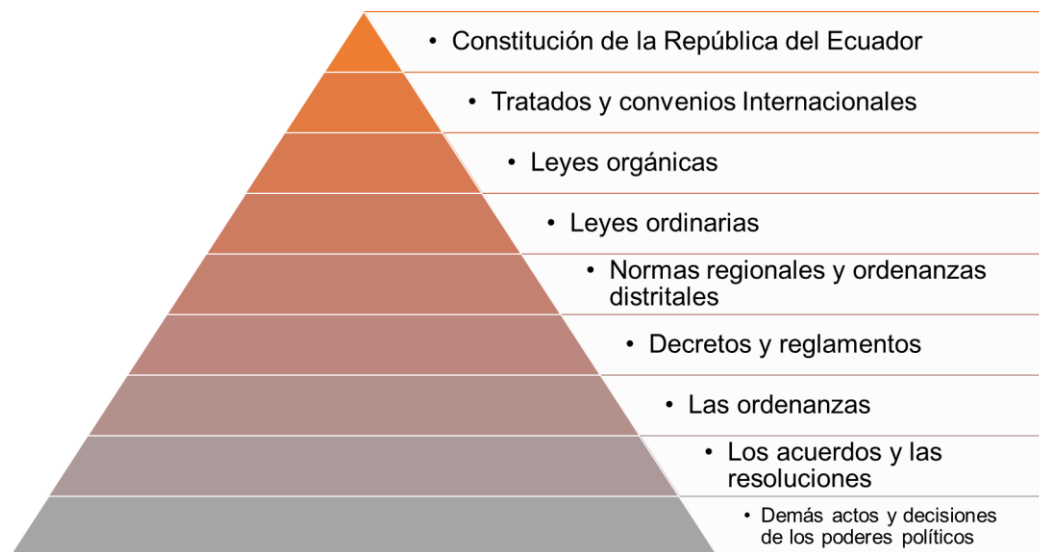 • Constitución de la República del Ecuador
• Tratados y convenios Internacionales
• Leyes orgánicas
• Leyes ordinarias
• Normas regionales y ordenanzas
distritales
• Decretos y reglamentos
• Las ordenanzas
• Los acuerdos y las
resoluciones
• Demás actos y decisiones
de los poderes políticos